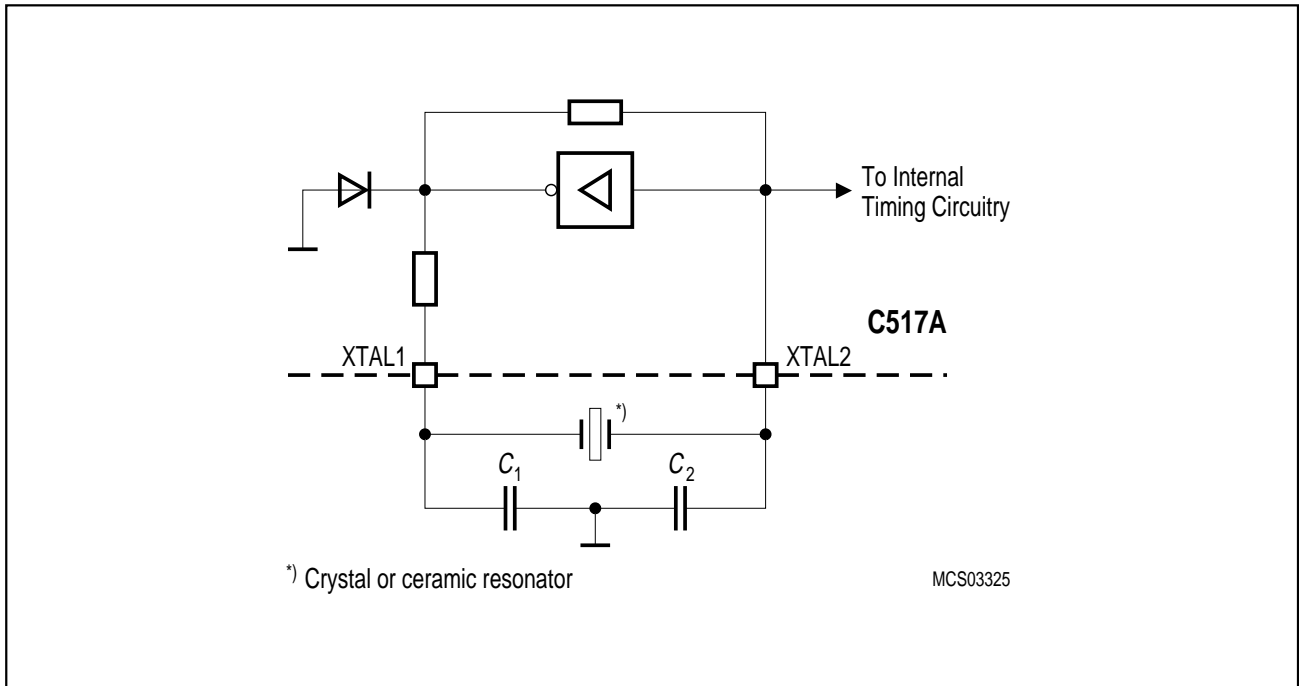 To Internal
Timing Circuitry
C517A
XTAL1
XTAL2
*)
C1
C2
*) Crystal or ceramic resonator
MCS03325